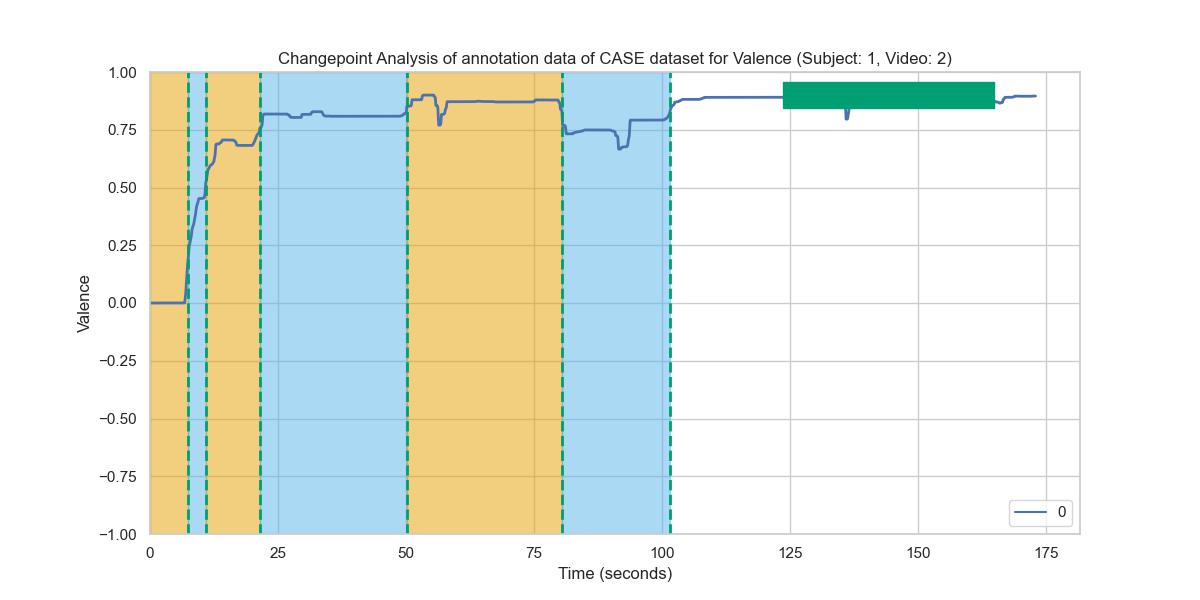 Changepoint Analysis of annotation data of CASE dataset for Valence (Subject: 1, Video: 2)
1.00
0.75
0.50
0.25
0.00
−0.25
−0.50
−0.75
−1.00
Valence
0
0 25 50 75 100 125 150 175
Time (seconds)